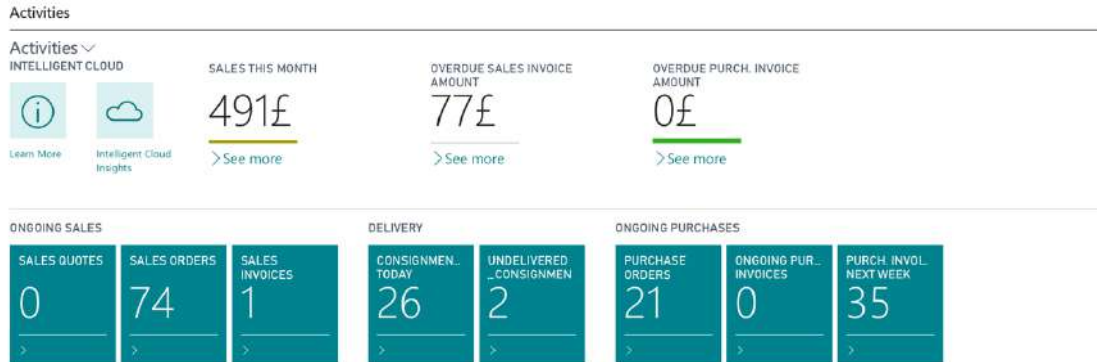 Activities
Activities
INTELLIGENT CLOUD
Learn More
Intelligent Cloud
Insights
SALES THIS MONTH
491£
See more
OVERDUE SALES INVOICE
AMOUNT
77£
See more
OVERDUE PURCH. INVOICE
AMOUNT
0£
See more
ONGOING SALES
SALES QUOTES
0
SALES ORDERS
74
SALES
INVOICES
1
DELIVERY
CONSIGNMEN..
TODAY
26
UNDELIVERED
_CONSIGNMEN
2
ONGOING PURCHASES
PURCHASE
ORDERS
21
ONGOING PUR..
INVOICES
0
PURCH. INVOI..
NEXT WEEK
35